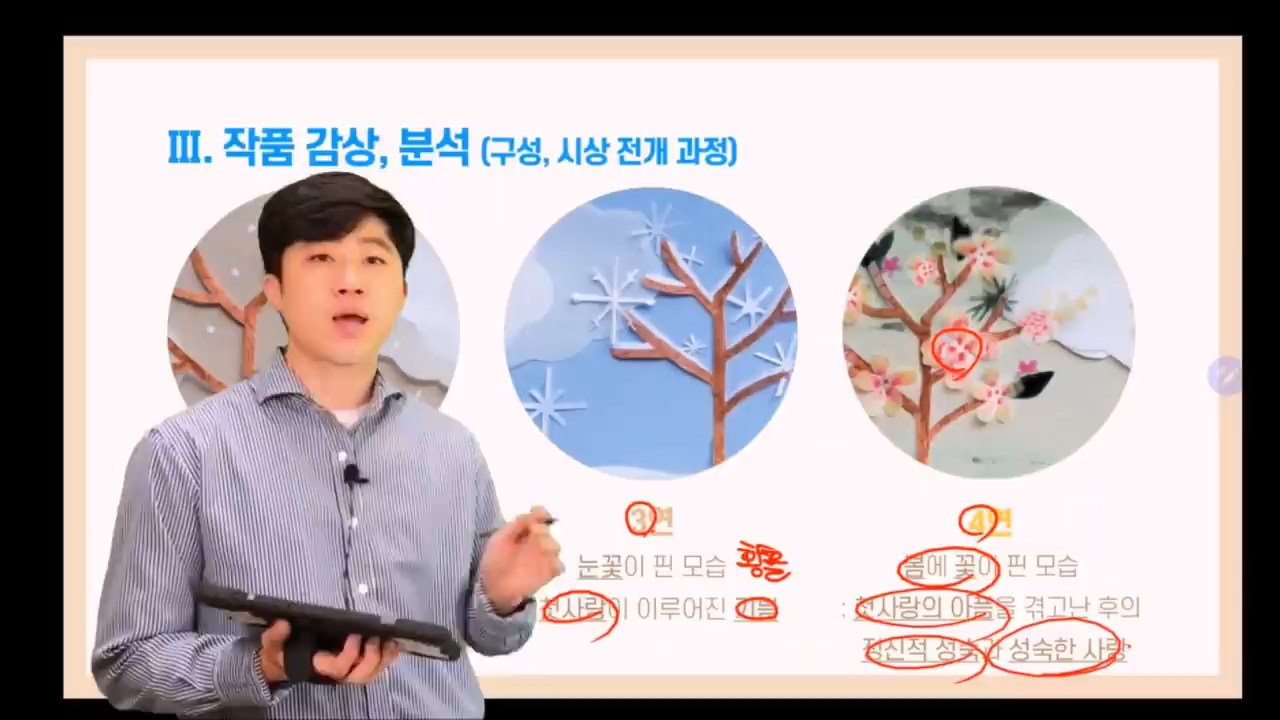 Ⅲ. 작품 감상, 분석 (구성, 시상 전개 과정)
3연
눈꽃이 핀 모습 황홀
첫사랑이 이루어진 기쁨
4연
봄에 꽃이 핀 모습
: 첫사랑의 아픔을 겪고난 후의
정신적 성숙과 성숙한 사랑